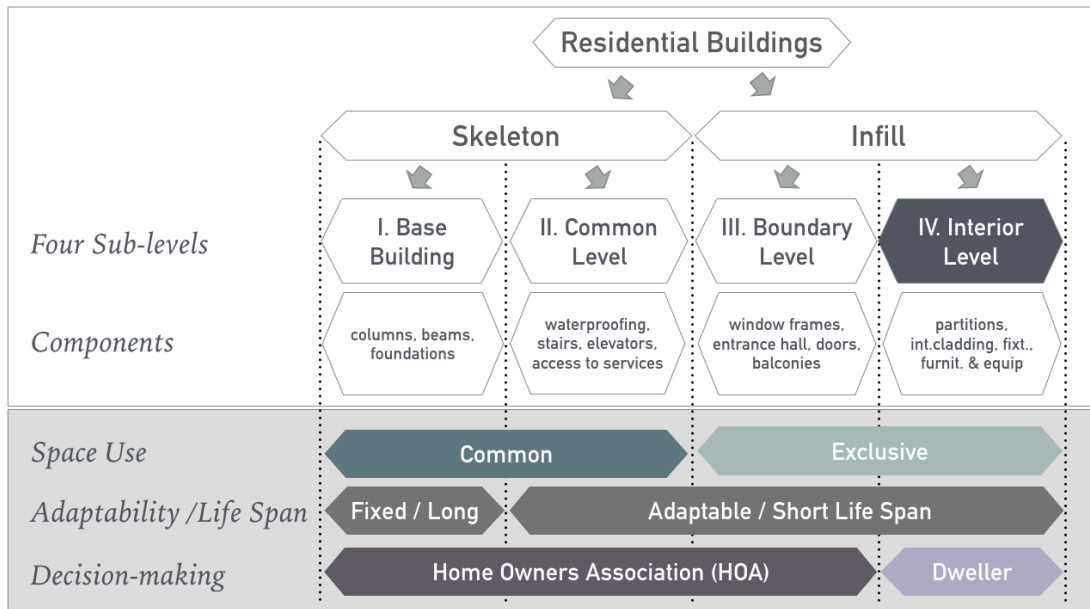 Residential Buildings
Skeleton
Infill
Four Sub-levels
I. Base
Building
II. Common
Level
III. Boundary
Level
IV. Interior
Level
Components
columns, beams,
foundations
waterproofing,
stairs, elevators,
access to services
window frames,
entrance hall, doors,
balconies
partitions,
int.cladding, fixt.,
furnit. & equip
Space Use
Common
Exclusive
Adaptability /Life Span
Fixed / Long
Adaptable / Short Life Span
Decision-making
Home Owners Association (HOA)
Dweller